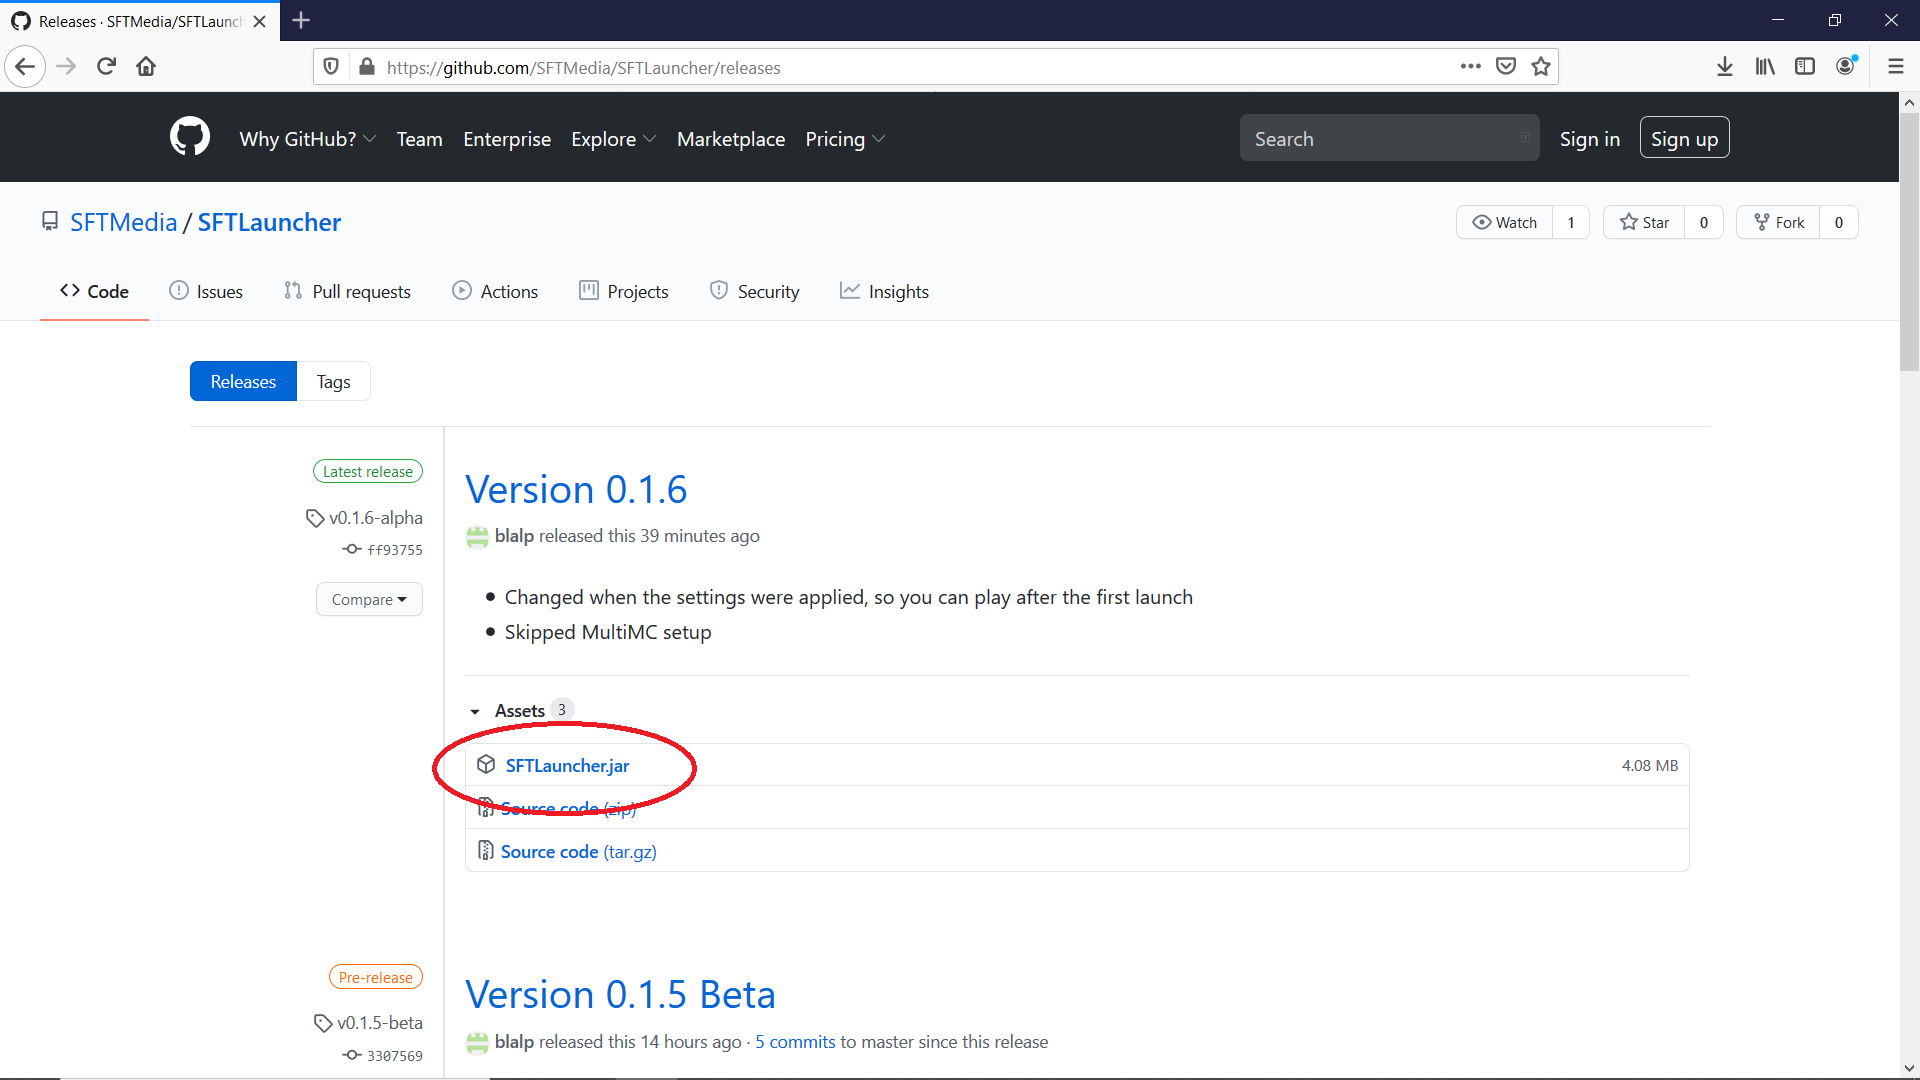 Releases · SFTMedia/SFTLaunch
https://github.com/SFTMedia/SFTLauncher/releases
Why GitHub? Team Enterprise Explore Marketplace Pricing Search Sign in Sign up
SFTMedia / SFTLauncher Watch 1 Star 0 Fork 0
Code Issues Pull requests Actions Projects Security Insights
Releases Tags
Latest release
v0.1.6-alpha
ff93755
Compare
Version 0.1.6
blalp released this 39 minutes ago
• Changed when the settings were applied, so you can play after the first launch
• Skipped MultiMC setup
Assets 3
SFTLauncher.jar 4.08 MB
Source code (zip)
Source code (tar.gz)
Pre-release
v0.1.5-beta
3307569
Version 0.1.5 Beta
blalp released this 14 hours ago · 5 commits to master since this release